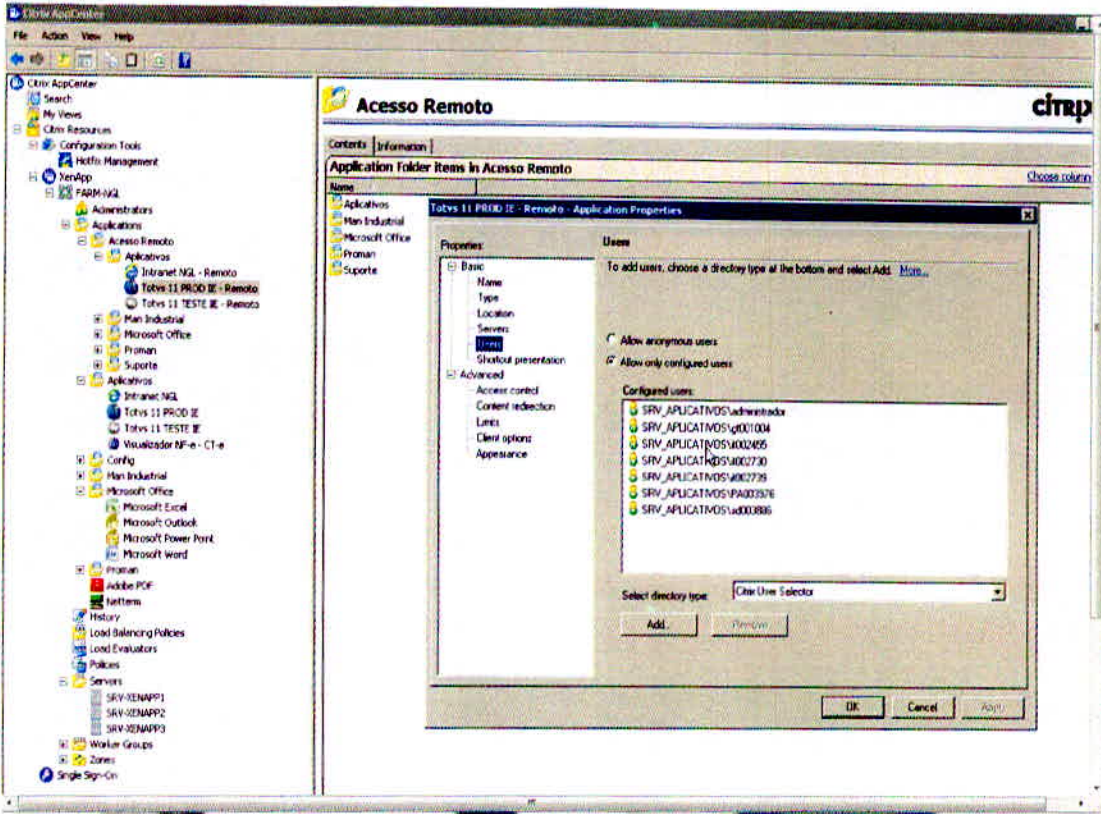 Citrix AppCenter
File Action View Help
Citrix AppCenter
Search
My Views
Citrix Resources
Configuration Tools
Hotfix Management
XenApp
FARM-NGL
Administrators
Applications
Acesso Remoto
Aplicativos
Intranet NGL - Remoto
Totvs 11 PROD IE - Remoto
Totvs 11 TESTE IE - Remoto
Man Industrial
Microsoft Office
Proman
Suporte
Aplicativos
Intranet NGL
Totvs 11 PROD IE
Totvs 11 TESTE IE
Visualizador NF-e - CT-e
Config
Man Industrial
Microsoft Office
Microsoft Excel
Microsoft Outlook
Microsoft Power Point
Microsoft Word
Proman
Adobe PDF
Netterm
History
Load Balancing Policies
Load Evaluators
Policies
Servers
SRV-XENAPP1
SRV-XENAPP2
SRV-XENAPP3
Worker Groups
Zones
Single Sign-On
Acesso Remoto
CITRIX
Contents Information
Application Folder items in Acesso Remoto
Choose column
Name
Aplicativos
Man Industrial
Microsoft Office
Proman
Suporte
Totvs 11 PROD IE - Remoto - Application Properties
Properties:
Basic
Name
Type
Location
Servers
Users
Shortcut presentation
Advanced
Access control
Content redirection
Limits
Client options
Appearance
Users
To add users, choose a directory type at the bottom and select Add. More...
Allow anonymous users
Allow only configured users
Configured users:
SRV_APLICATIVOS\administrador
SRV_APLICATIVOS\
SRV_APLICATIVOS\
SRV_APLICATIVOS\
SRV_APLICATIVOS\
SRV_APLICATIVOS\PA003976
SRV_APLICATIVOS\ad003886
Select directory type:
Citrix User Selector
Add...
Remove
OK Cancel Apply